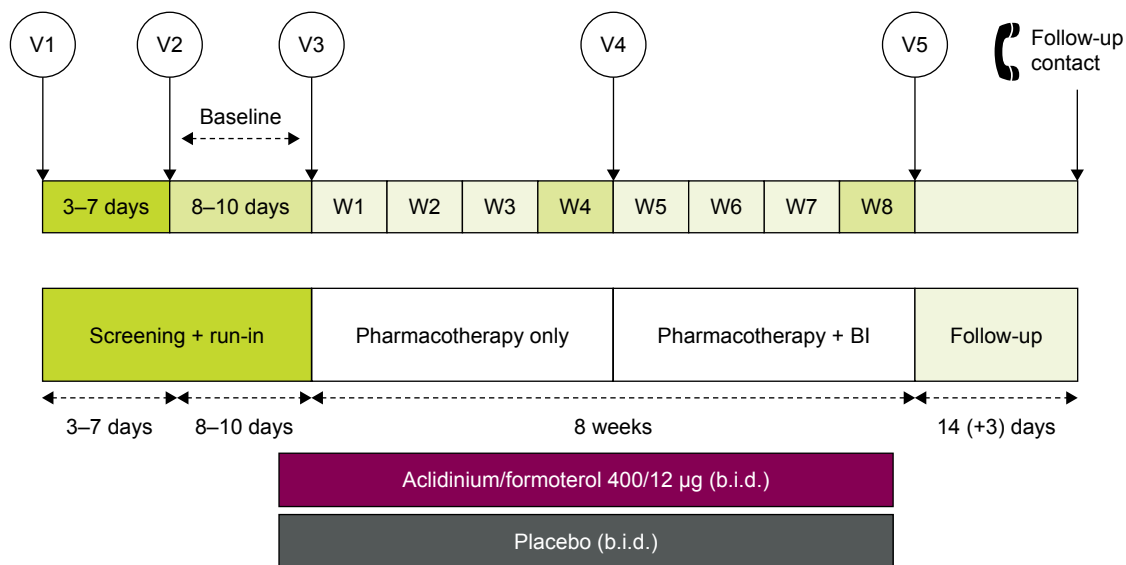 V1
V2
V3
V4
V5
Follow-up
contact
Baseline
3–7 days
8–10 days
W1
W2
W3
W4
W5
W6
W7
W8
Screening + run-in
Pharmacotherapy only
Pharmacotherapy + BI
Follow-up
3–7 days
8–10 days
8 weeks
14 (+3) days
Aclidinium/formoterol 400/12 µg (b.i.d.)
Placebo (b.i.d.)